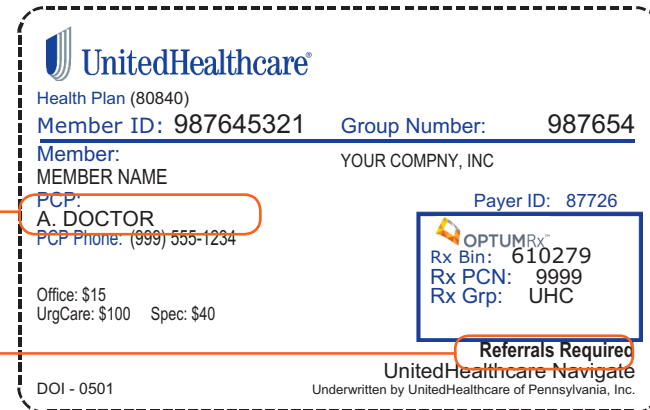 UnitedHealthcare®
Health Plan (80840)
Member ID: 987645321 Group Number: 987654
Member: YOUR COMPNY, INC
MEMBER NAME
PCP: Payer ID: 87726
A. DOCTOR
PCP Phone: (999) 555-1234
OPTUMRx™
Rx Bin: 610279
Rx PCN: 9999
Rx Grp: UHC
Office: $15
UrgCare: $100 Spec: $40
Referrals Required
UnitedHealthcare Navigate
DOI - 0501 Underwritten by UnitedHealthcare of Pennsylvania, Inc.